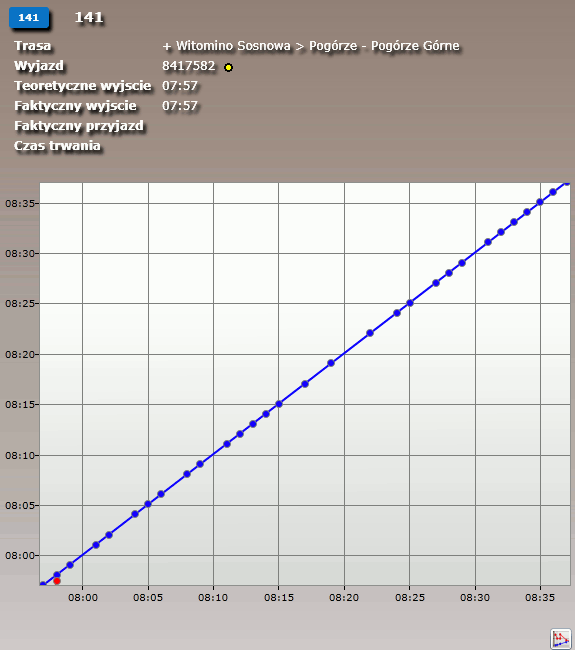 141 141
Trasa + Witomino Sosnowa > Pogórze - Pogórze Górne
Wyjazd 8417582
Teoretyczne wyjscie 07:57
Faktyczny wyjscie 07:57
Faktyczny przyjazd
Czas trwania
08:35
08:30
08:25
08:20
08:15
08:10
08:05
08:00
08:00 08:05 08:10 08:15 08:20 08:25 08:30 08:35